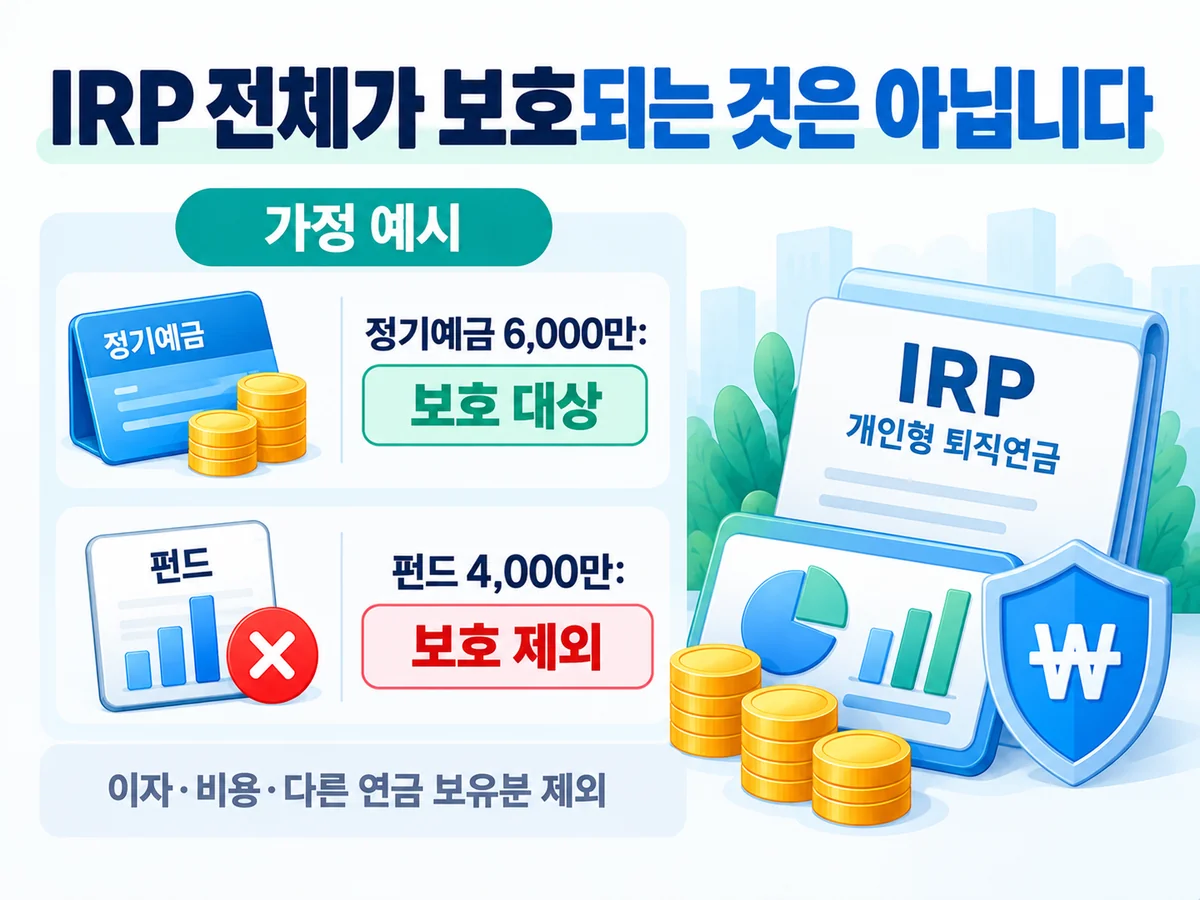 IRP 전체가 보호되는 것은 아닙니다
가정 예시
정기예금
정기예금 6,000만:
보호 대상
펀드
펀드 4,000만:
보호 제외
이자·비용·다른 연금 보유분 제외
IRP
개인형 퇴직연금
₩